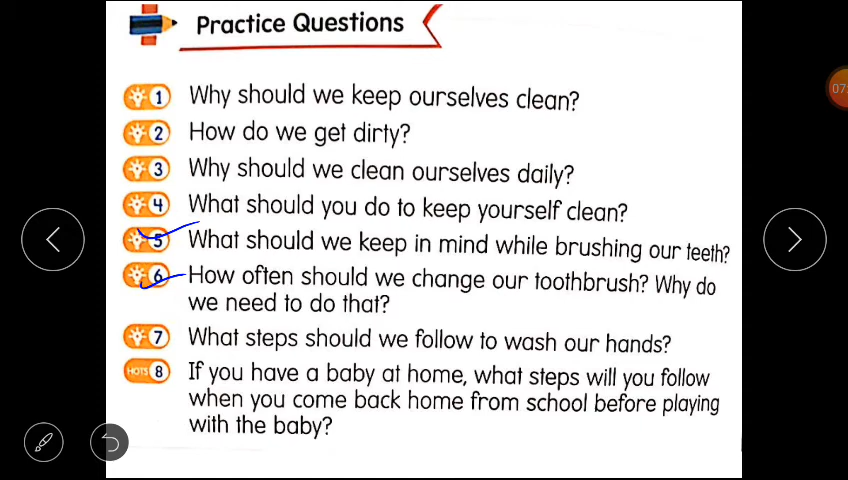 Practice Questions
1 Why should we keep ourselves clean?
2 How do we get dirty?
3 Why should we clean ourselves daily?
4 What should you do to keep yourself clean?
5 What should we keep in mind while brushing our teeth?
6 How often should we change our toothbrush? Why do
we need to do that?
7 What steps should we follow to wash our hands?
HOTS 8 If you have a baby at home, what steps will you follow
when you come back home from school before playing
with the baby?
07: